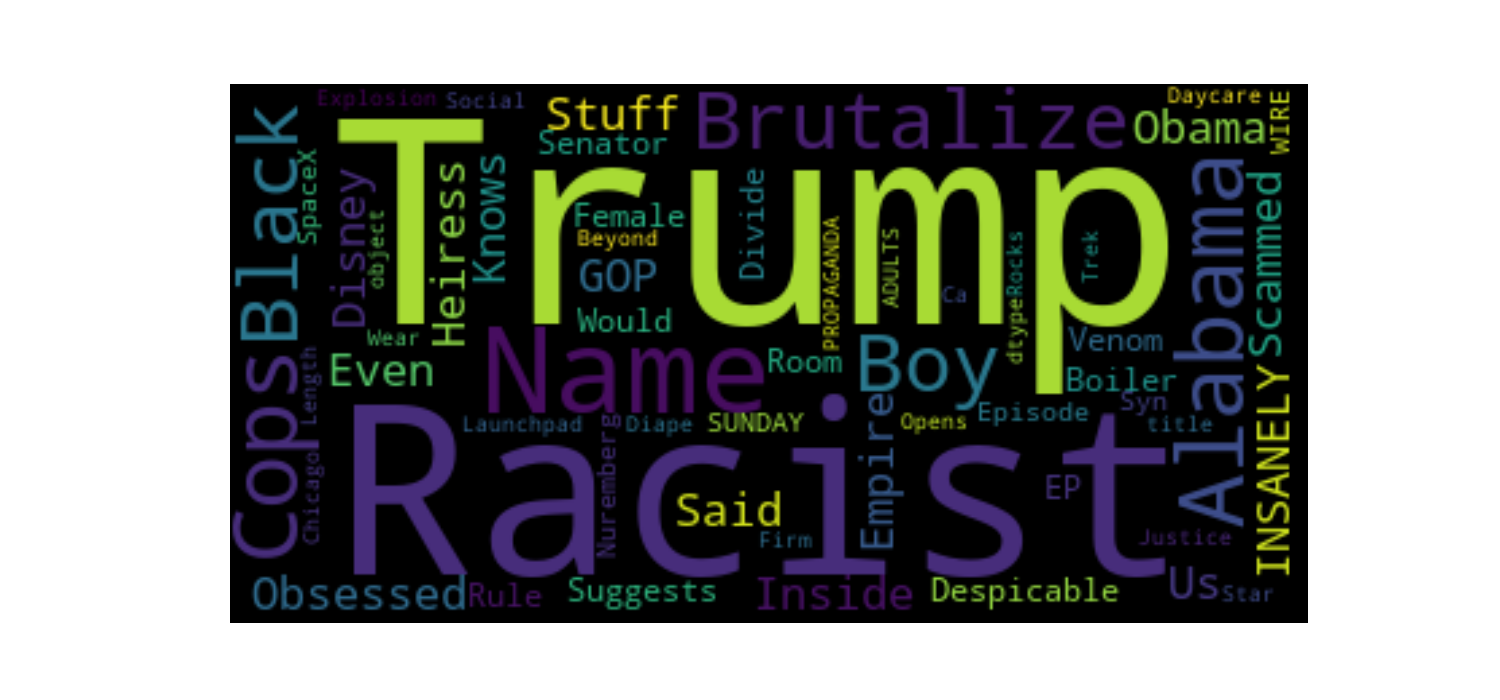 Explosion
Social
Stuff
Brutalize
Daycare
Obama
WIRE
Senator
Black
SpaceX
Trump
Disney
object
Heiress
Knows
Female
Beyond
GOP
Would
Divide
PROPAGANDA
ADULTS
Ca
dtype
Rocks
Trek
Alabama
Scammed
Wear
Even
Name
Room
Boy
Venom
Boiler
Cops
Length
Chicago
Launchpad
Nuremberg
Diape
SUNDAY
Empire
Opens
Episode
Syn
title
INSANELY
Racist
Said
Firm
EP
Justice
Obsessed
Rule
Suggests
Inside
Despicable
Us
Star